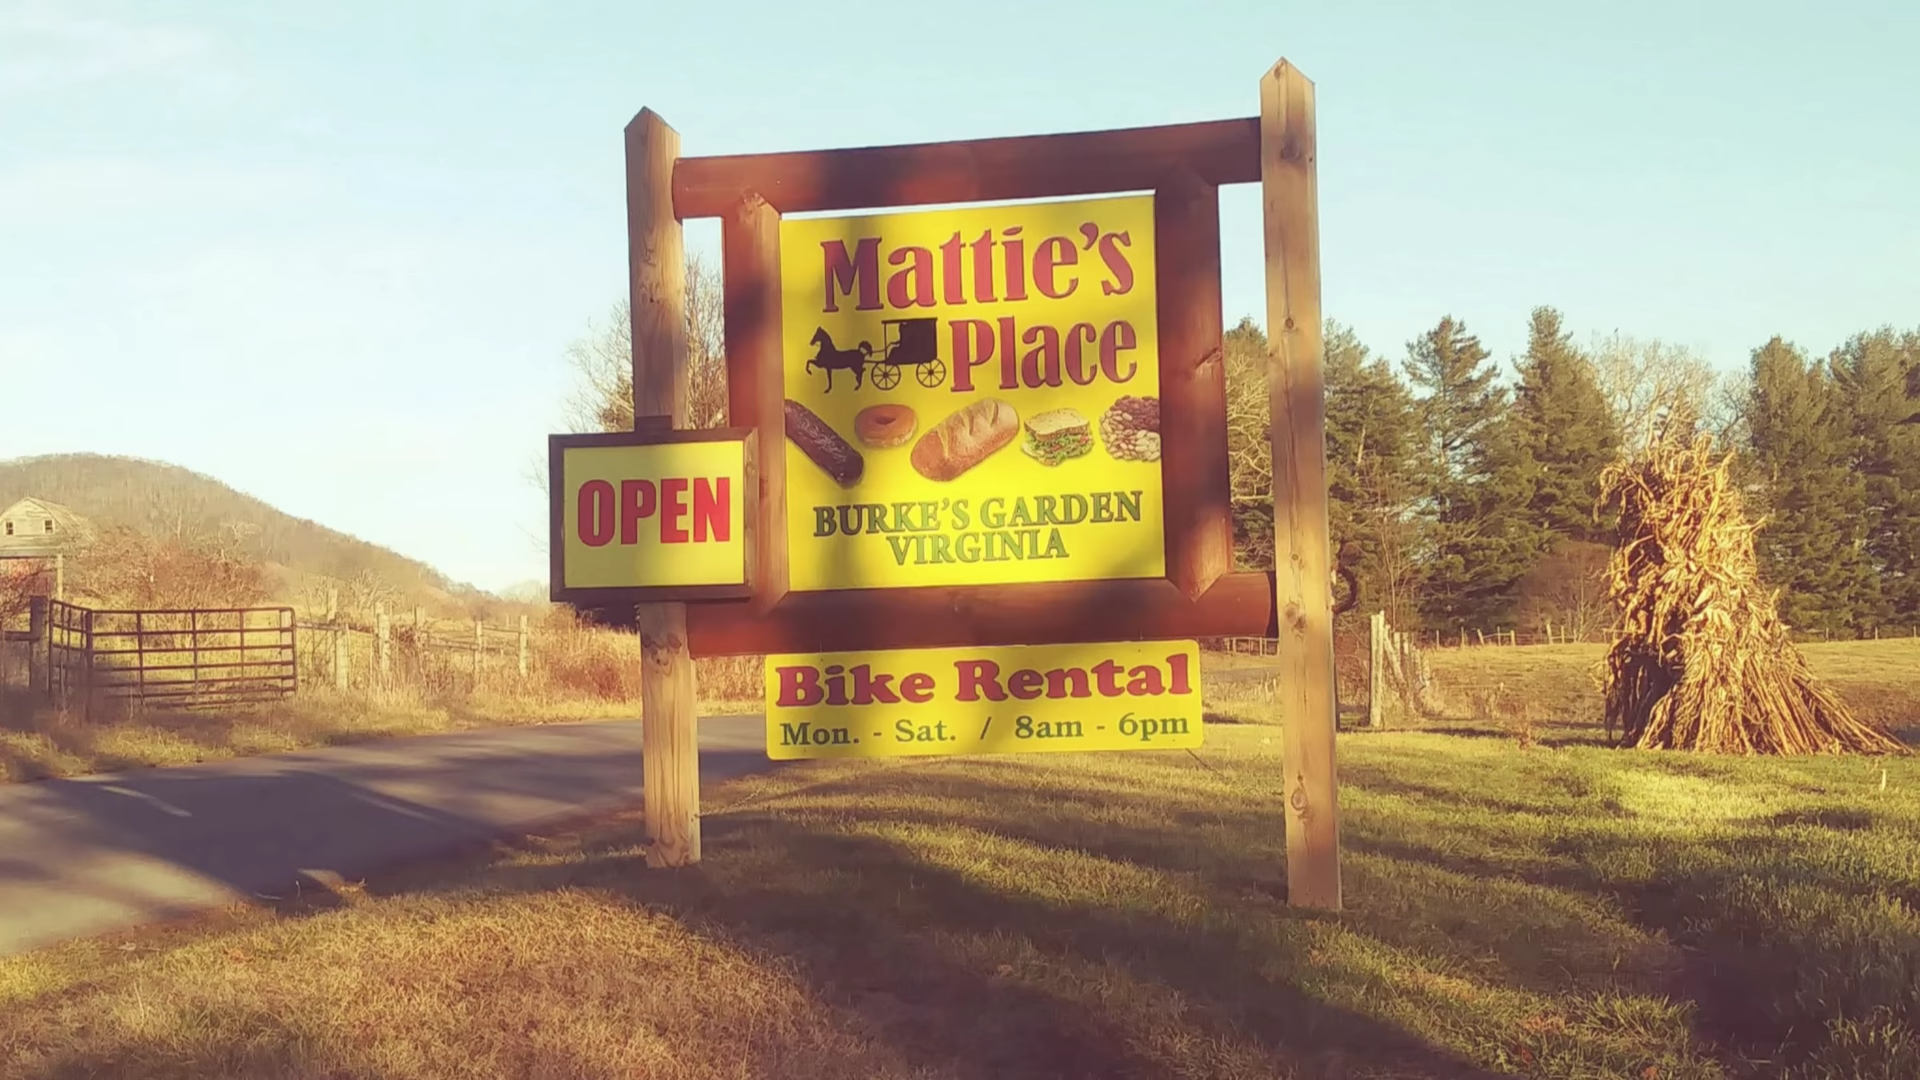 Mattie's
Place
OPEN
BURKE'S GARDEN
VIRGINIA
Bike Rental
Mon. - Sat. / 8am - 6pm